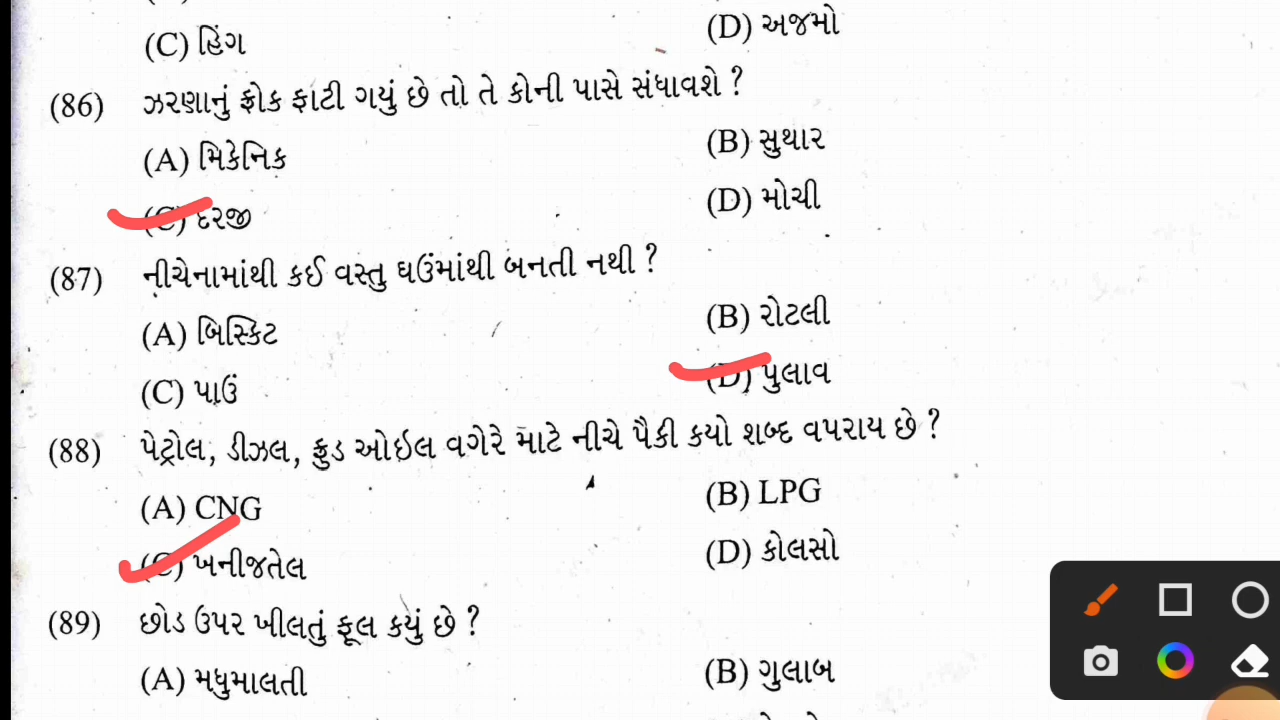 (C) હિંગ (D) અજમો
(86) ઝરણાનું ફ્રોક ફાટી ગયું છે તો તે કોની પાસે સંધાવશે ?
(A) મિકેનિક (B) સુથાર
(C) દરજી (D) મોચી
(87) નીચેનામાંથી કઈ વસ્તુ ઘઉંમાંથી બનતી નથી ?
(A) બિસ્કિટ (B) રોટલી
(C) પાઉં (D) પુલાવ
(88) પેટ્રોલ, ડીઝલ, ક્રુડ ઓઇલ વગેરે માટે નીચે પૈકી કયો શબ્દ વપરાય છે ?
(A) CNG (B) LPG
(C) ખનીજતેલ (D) કોલસો
(89) છોડ ઉપર ખીલતું ફૂલ કયું છે ?
(A) મધુમાલતી (B) ગુલાબ